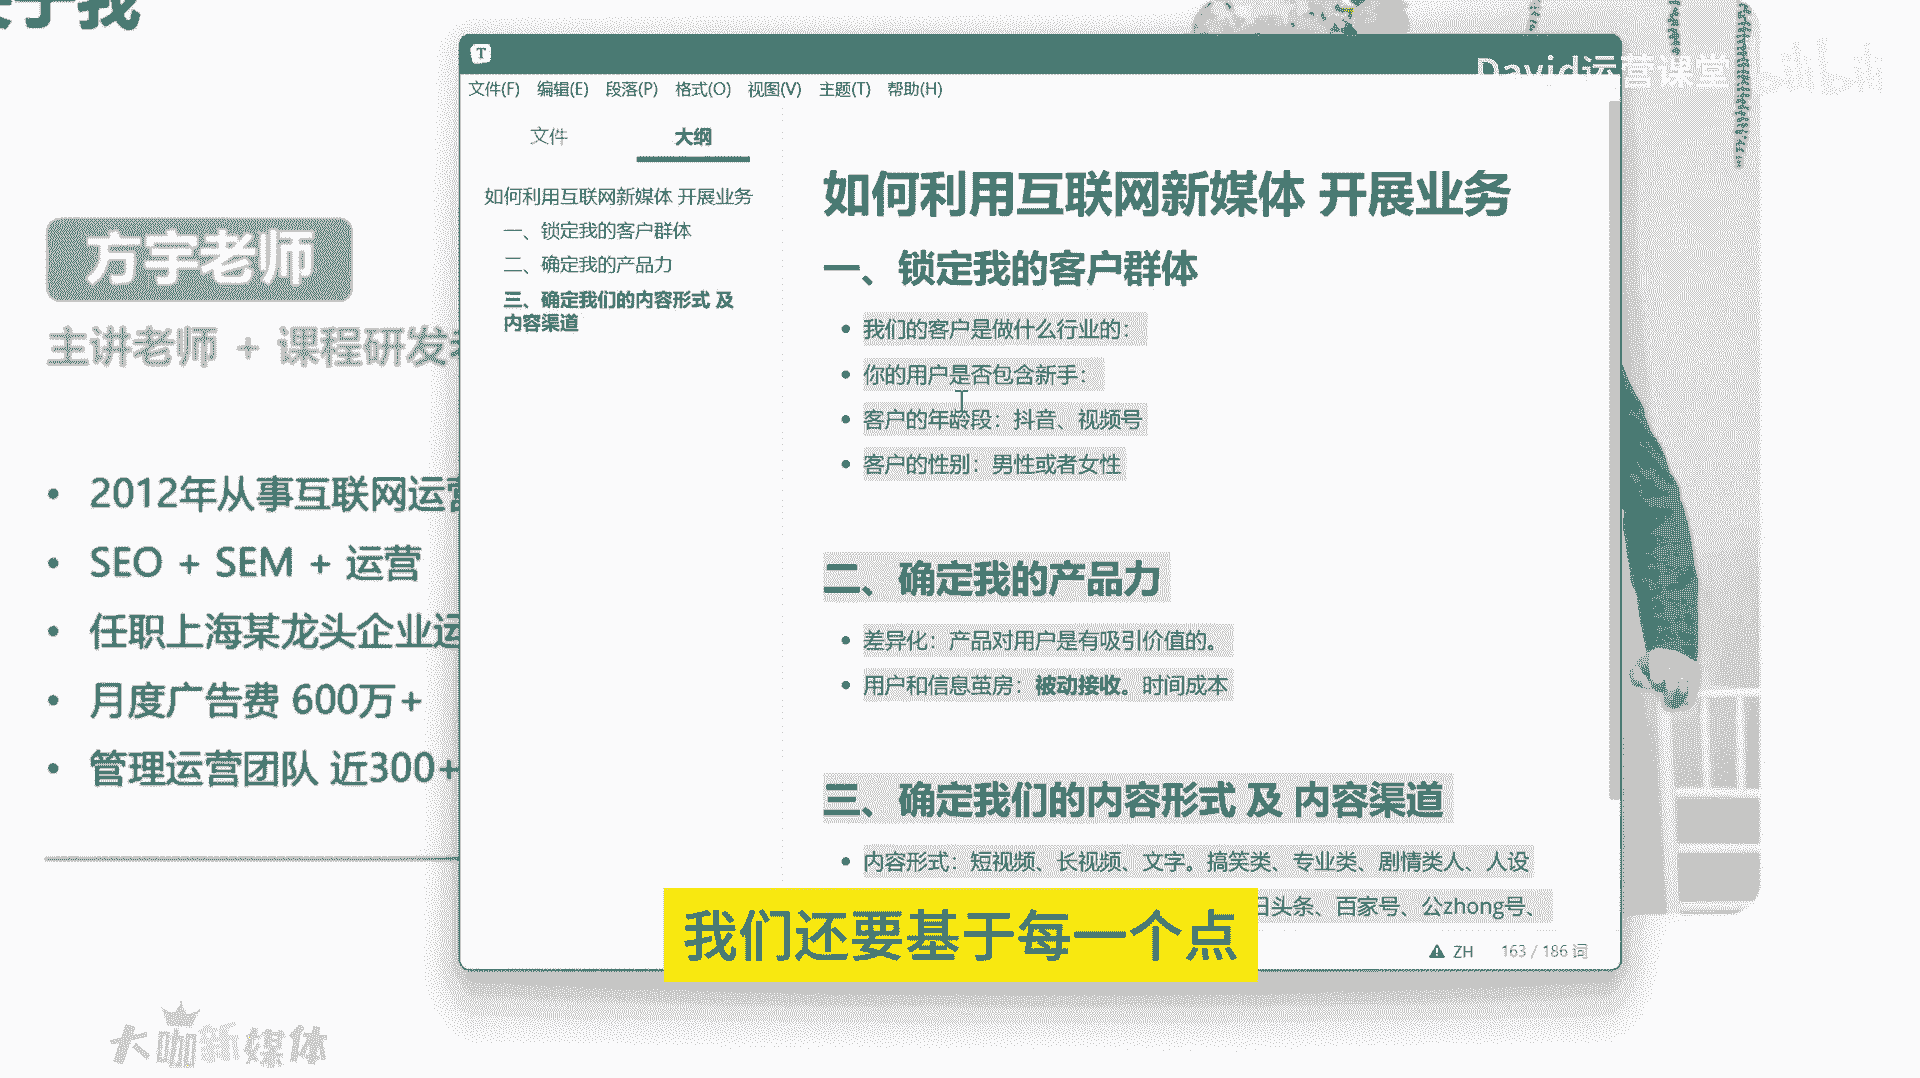 方宇老师
主讲老师 + 课程研发
2012年从事互联网运营
SEO + SEM + 运营
任职上海某龙头企业运
月度广告费 600万+
管理运营团队 近300+
大咖新媒体
David运营课堂
bilibili
T
文件(F) 编辑(E) 段落(P) 格式(O) 视图(V) 主题(T) 帮助(H)
文件 大纲
如何利用互联网新媒体 开展业务
一、锁定我的客户群体
二、确定我的产品力
三、确定我们的内容形式 及
内容渠道
如何利用互联网新媒体 开展业务
一、锁定我的客户群体
我们的客户是做什么行业的：
你的用户是否包含新手：
客户的年龄段：抖音、视频号
客户的性别：男性或者女性
二、确定我的产品力
差异化：产品对用户是有吸引价值的。
用户和信息茧房：被动接收。时间成本
三、确定我们的内容形式 及 内容渠道
内容形式：短视频、长视频、文字。搞笑类、专业类、剧情类人、人设
日头条、百家号、公zhong号、
ZH 163 / 186 词
我们还要基于每一个点